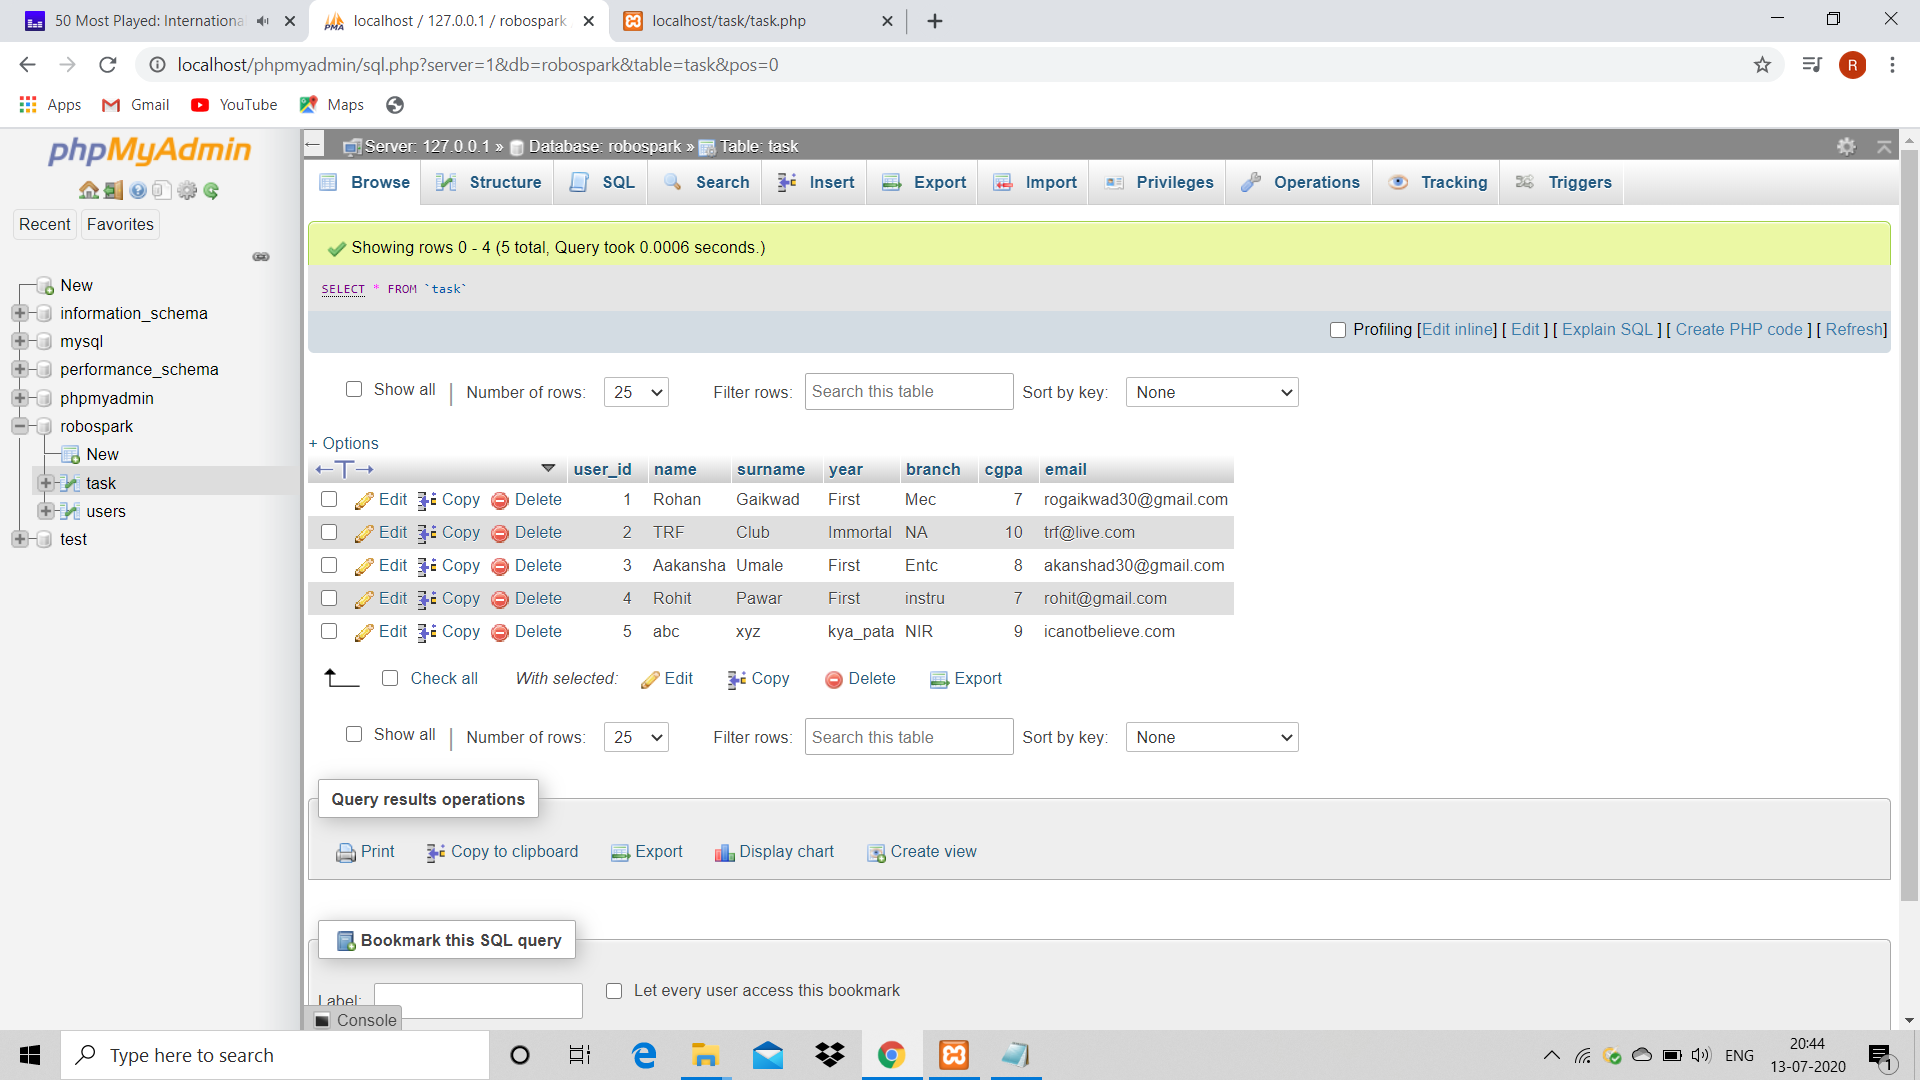 50 Most Played: Internationa
localhost / 127.0.0.1 / robospark
localhost/task/task.php
localhost/phpmyadmin/sql.php?server=1&db=robospark&table=task&pos=0
R
Apps Gmail YouTube Maps
phpMyAdmin
Recent Favorites
New
information_schema
mysql
performance_schema
phpmyadmin
robospark
New
task
users
test
Server: 127.0.0.1 » Database: robospark » Table: task
Browse Structure SQL Search Insert Export Import Privileges Operations Tracking Triggers
Showing rows 0 - 4 (5 total, Query took 0.0006 seconds.)
SELECT * FROM `task`
Profiling [Edit inline] [ Edit ] [ Explain SQL ] [ Create PHP code ] [ Refresh]
Show all | Number of rows: 25 Filter rows: Search this table Sort by key: None
+ Options
←T→ user_id name surname year branch cgpa email
Edit Copy Delete 1 Rohan Gaikwad First Mec 7 rogaikwad30@gmail.com
Edit Copy Delete 2 TRF Club Immortal NA 10 trf@live.com
Edit Copy Delete 3 Aakansha Umale First Entc 8 akanshad30@gmail.com
Edit Copy Delete 4 Rohit Pawar First instru 7 rohit@gmail.com
Edit Copy Delete 5 abc xyz kya_pata NIR 9 icanotbelieve.com
Check all With selected: Edit Copy Delete Export
Show all | Number of rows: 25 Filter rows: Search this table Sort by key: None
Query results operations
Print Copy to clipboard Export Display chart Create view
Bookmark this SQL query
Label: Let every user access this bookmark
Console
Type here to search
ENG
20:44
13-07-2020
1